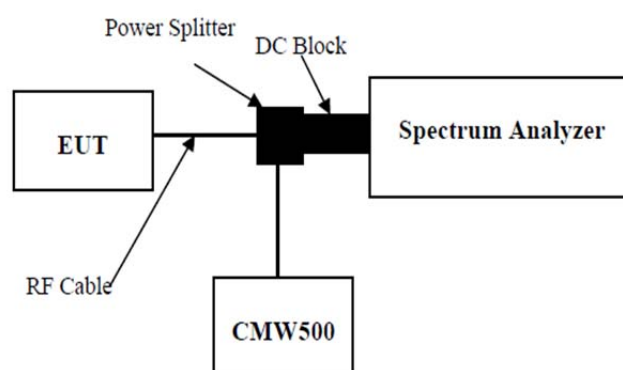 Power Splitter
DC Block
EUT
Spectrum Analyzer
RF Cable
CMW500